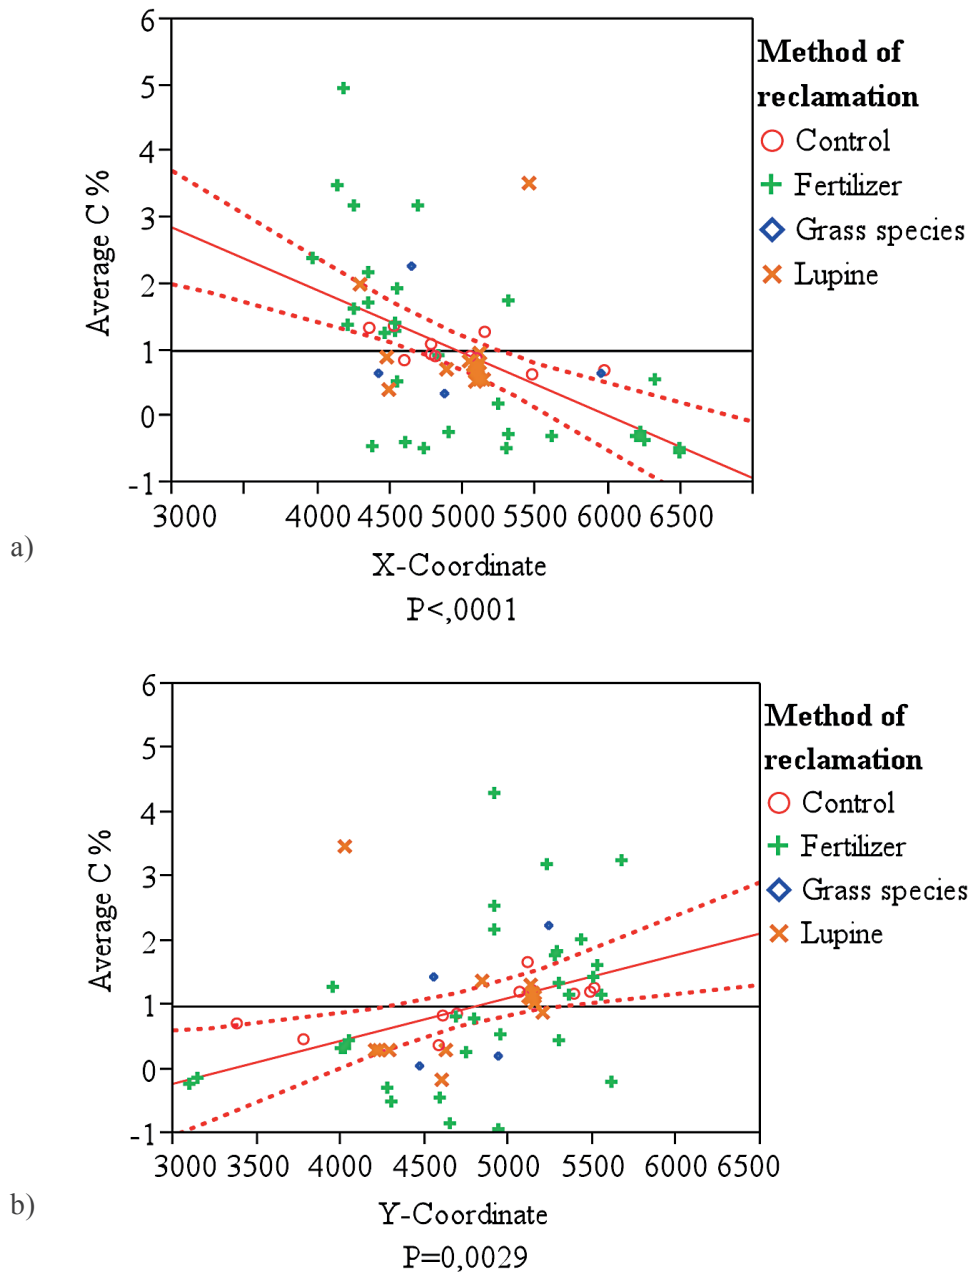 6
5
4
3
2
1
0
-1
Average C %
3000 4000 4500 5000 5500 6000 6500
X-Coordinate
P<,0001
Method of
reclamation
Control
Fertilizer
Grass species
Lupine
a)
6
5
4
3
2
1
0
-1
Average C %
3000 3500 4000 4500 5000 5500 6000 6500
Y-Coordinate
P=0,0029
Method of
reclamation
Control
Fertilizer
Grass species
Lupine
b)